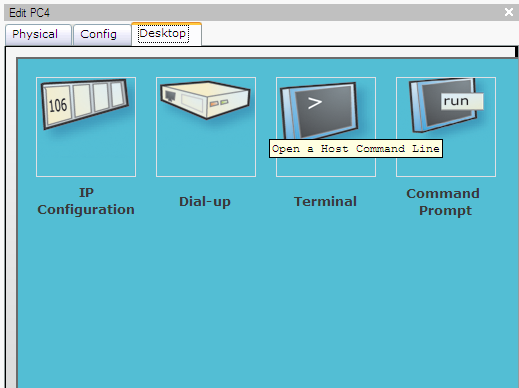 Edit PC4
Physical Config Desktop
106
>
run
Open a Host Command Line
IP
Configuration
Dial-up
Terminal
Command
Prompt